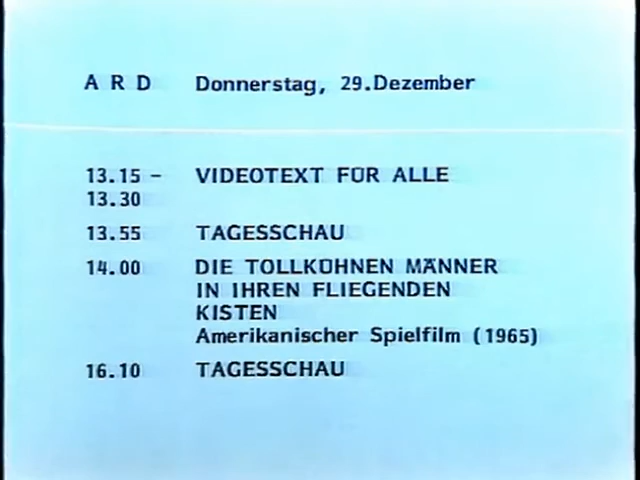 A R D Donnerstag, 29.Dezember
13.15 – VIDEOTEXT FÜR ALLE
13.30
13.55 TAGESSCHAU
14.00 DIE TOLLKÜHNEN MÄNNER
IN IHREN FLIEGENDEN
KISTEN
Amerikanischer Spielfilm (1965)
16.10 TAGESSCHAU